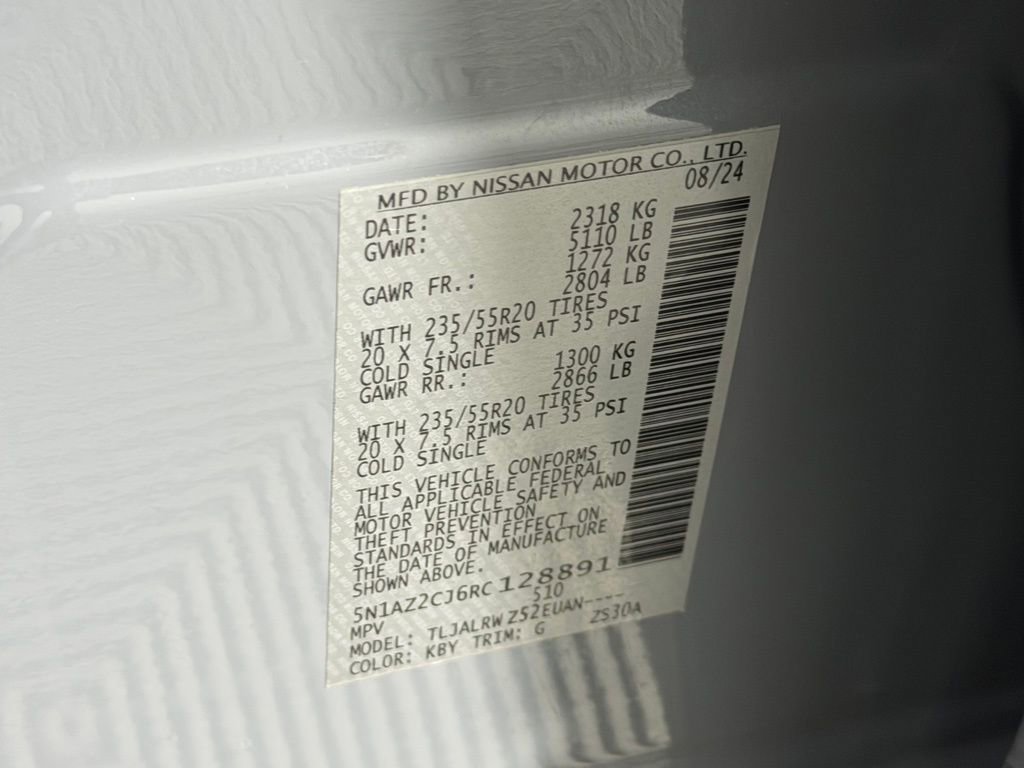 MFD BY NISSAN MOTOR CO., LTD.
DATE: 08/24
GVWR: 2318 KG
5110 LB
GAWR FR.: 1272 KG
2804 LB
WITH 235/55R20 TIRES
20 X 7.5 RIMS AT 35 PSI
COLD SINGLE
GAWR RR.: 1300 KG
2866 LB
WITH 235/55R20 TIRES
20 X 7.5 RIMS AT 35 PSI
COLD SINGLE
THIS VEHICLE CONFORMS TO
ALL APPLICABLE FEDERAL
MOTOR VEHICLE SAFETY AND
THEFT PREVENTION
STANDARDS IN EFFECT ON
THE DATE OF MANUFACTURE
SHOWN ABOVE.
5N1AZ2CJ6RC128891
MPV 510
MODEL: TLJALRWZ52EUAN----
COLOR: KBY TRIM: G ZS30A